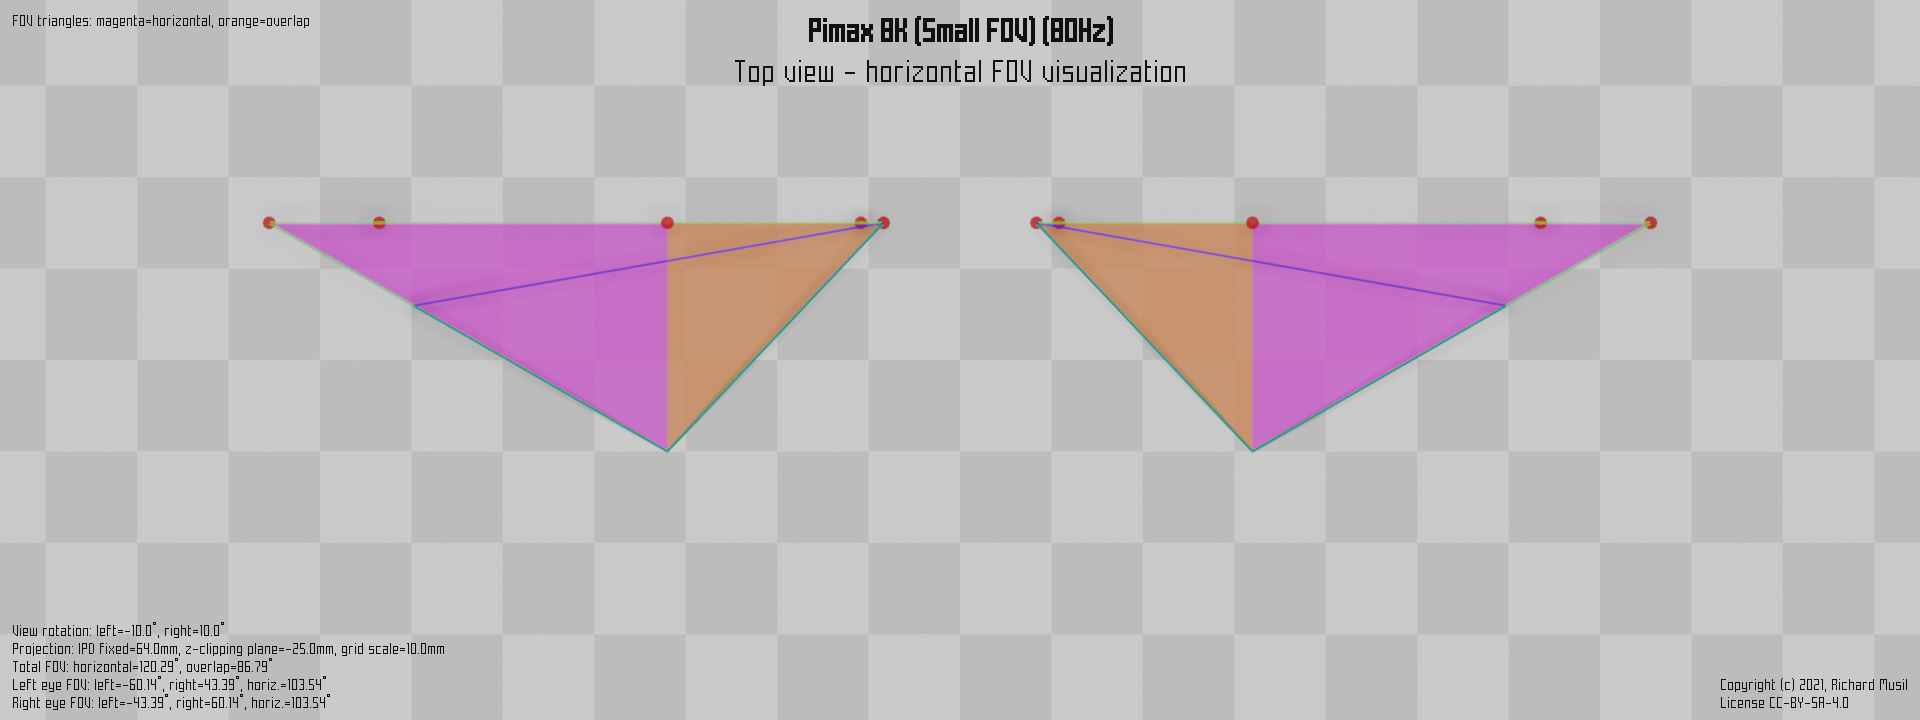 FOV triangles: magenta=horizontal, orange=overlap
Pimax 8K (Small FOV) (80Hz)
Top view - horizontal FOV visualization
View rotation: left=-10.0°, right=10.0°
Projection: IPD fixed=64.0mm, z-clipping plane=-25.0mm, grid scale=10.0mm
Total FOV: horizontal=120.29°, overlap=86.79°
Left eye FOV: left=-60.14°, right=43.39°, horiz.=103.54°
Right eye FOV: left=-43.39°, right=60.14°, horiz.=103.54°
Copyright (c) 2021, Richard Musil
License CC-BY-SA-4.0